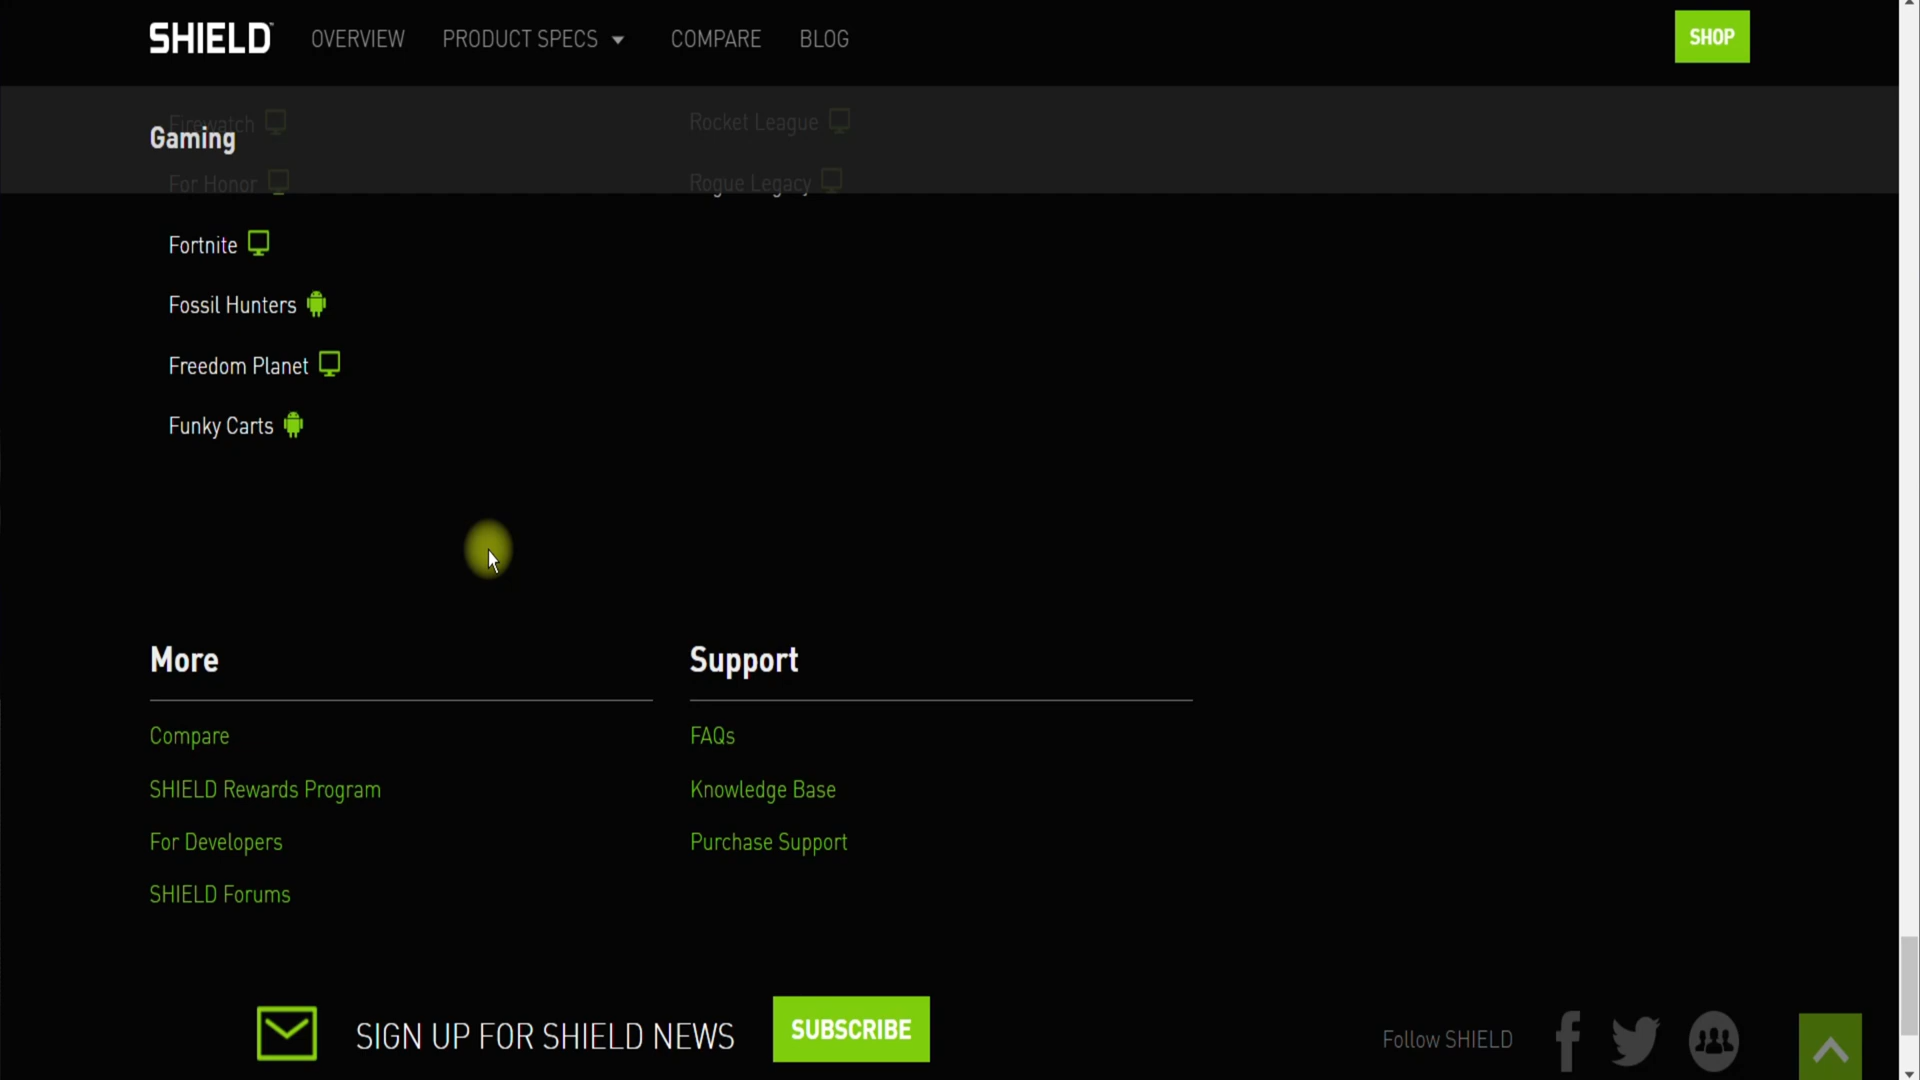 SHIELD OVERVIEW PRODUCT SPECS COMPARE BLOG SHOP
Firewatch Rocket League
Gaming
For Honor Rogue Legacy
Fortnite
Fossil Hunters
Freedom Planet
Funky Carts
More
Compare
SHIELD Rewards Program
For Developers
SHIELD Forums
Support
FAQs
Knowledge Base
Purchase Support
SIGN UP FOR SHIELD NEWS SUBSCRIBE
Follow SHIELD